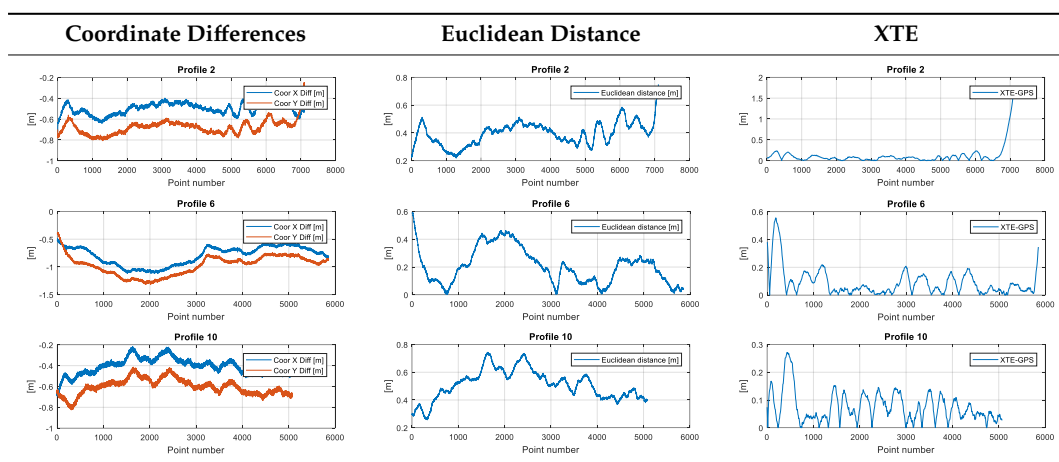 Coordinate Differences
Euclidean Distance
XTE
Profile 2
-0.2
-0.4
-0.6
-0.8
-1
[m]
Coor X Diff [m]
Coor Y Diff [m]
0 1000 2000 3000 4000 5000 6000 7000 8000
Point number
Profile 2
0.8
0.6
0.4
0.2
[m]
Euclidean distance [m]
0 1000 2000 3000 4000 5000 6000 7000 8000
Point number
Profile 2
2
1.5
1
0.5
0
[m]
XTE-GPS
0 1000 2000 3000 4000 5000 6000 7000 8000
Point number
Profile 6
0
-0.5
-1
-1.5
[m]
Coor X Diff [m]
Coor Y Diff [m]
0 1000 2000 3000 4000 5000 6000
Point number
Profile 6
0.6
0.4
0.2
0
[m]
Euclidean distance [m]
0 1000 2000 3000 4000 5000 6000
Point number
Profile 6
0.6
0.4
0.2
0
[m]
XTE-GPS
0 1000 2000 3000 4000 5000 6000
Point number
Profile 10
-0.2
-0.4
-0.6
-0.8
-1
[m]
Coor X Diff [m]
Coor Y Diff [m]
0 1000 2000 3000 4000 5000 6000
Point number
Profile 10
0.8
0.6
0.4
0.2
[m]
Euclidean distance [m]
0 1000 2000 3000 4000 5000 6000
Point number
Profile 10
0.3
0.2
0.1
0
[m]
XTE-GPS
0 1000 2000 3000 4000 5000 6000
Point number